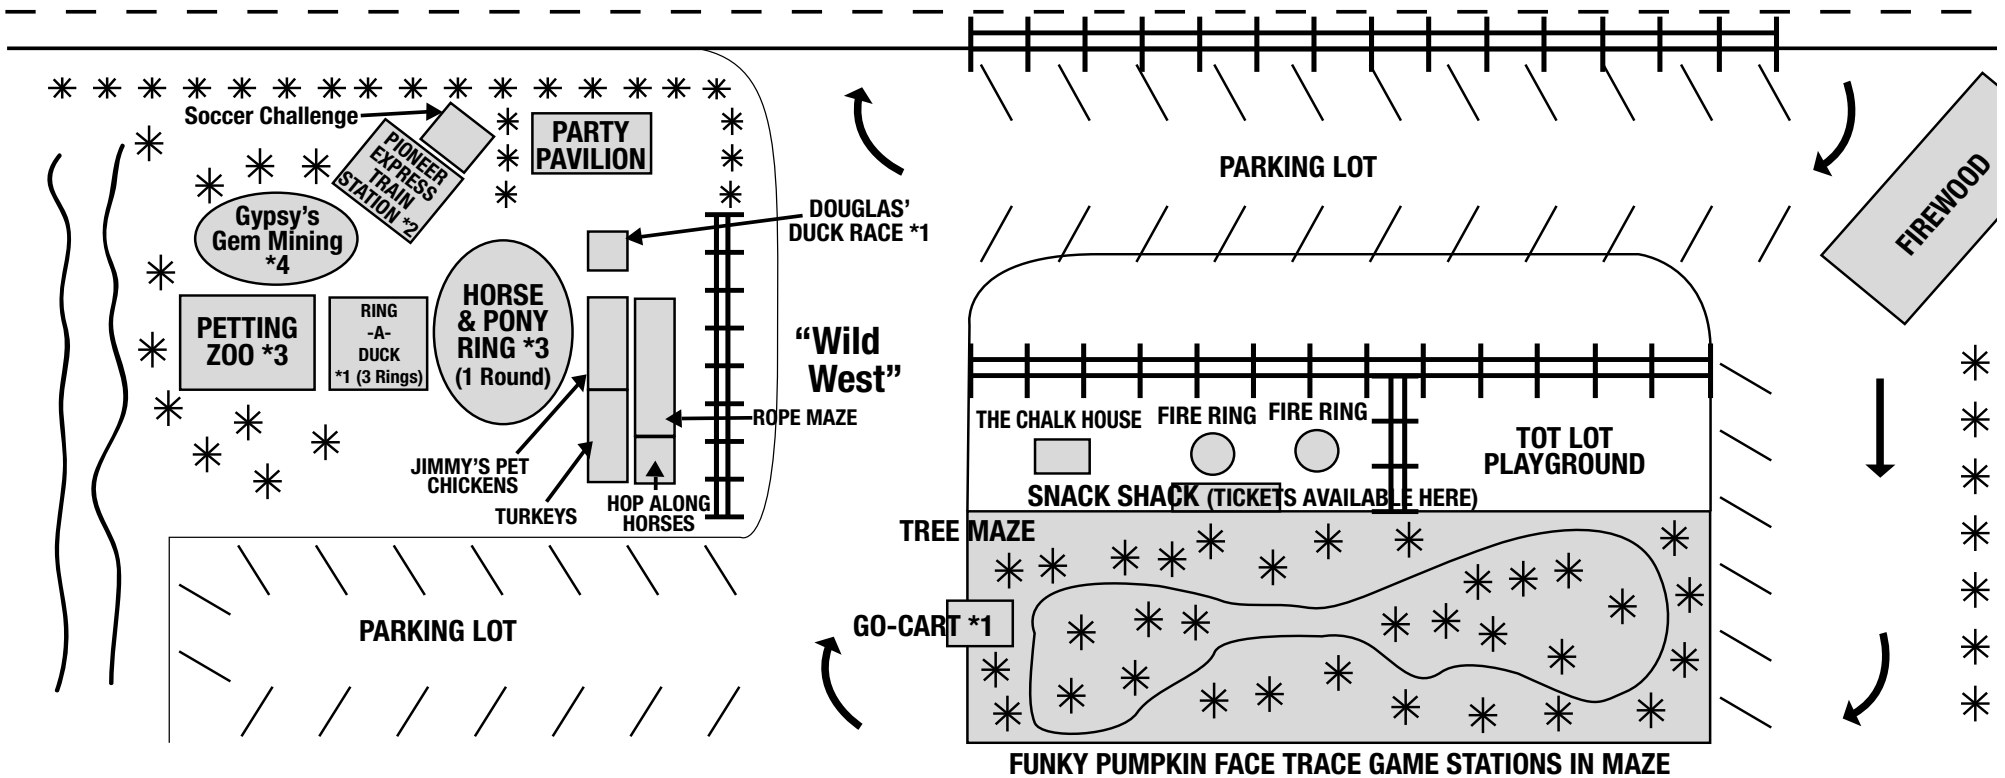 Soccer Challenge
PIONEER
EXPRESS
TRAIN
STATION *2
PARTY
PAVILION
PARKING LOT
FIREWOOD
Gypsy's
Gem Mining
*4
DOUGLAS'
DUCK RACE *1
PETTING
ZOO *3
RING
-A-
DUCK
*1 (3 Rings)
HORSE
& PONY
RING *3
(1 Round)
"Wild
West"
ROPE MAZE
JIMMY'S PET
CHICKENS
TURKEYS
HOP ALONG
HORSES
THE CHALK HOUSE
FIRE RING
FIRE RING
TOT LOT
PLAYGROUND
SNACK SHACK (TICKETS AVAILABLE HERE)
TREE MAZE
GO-CART *1
PARKING LOT
FUNKY PUMPKIN FACE TRACE GAME STATIONS IN MAZE